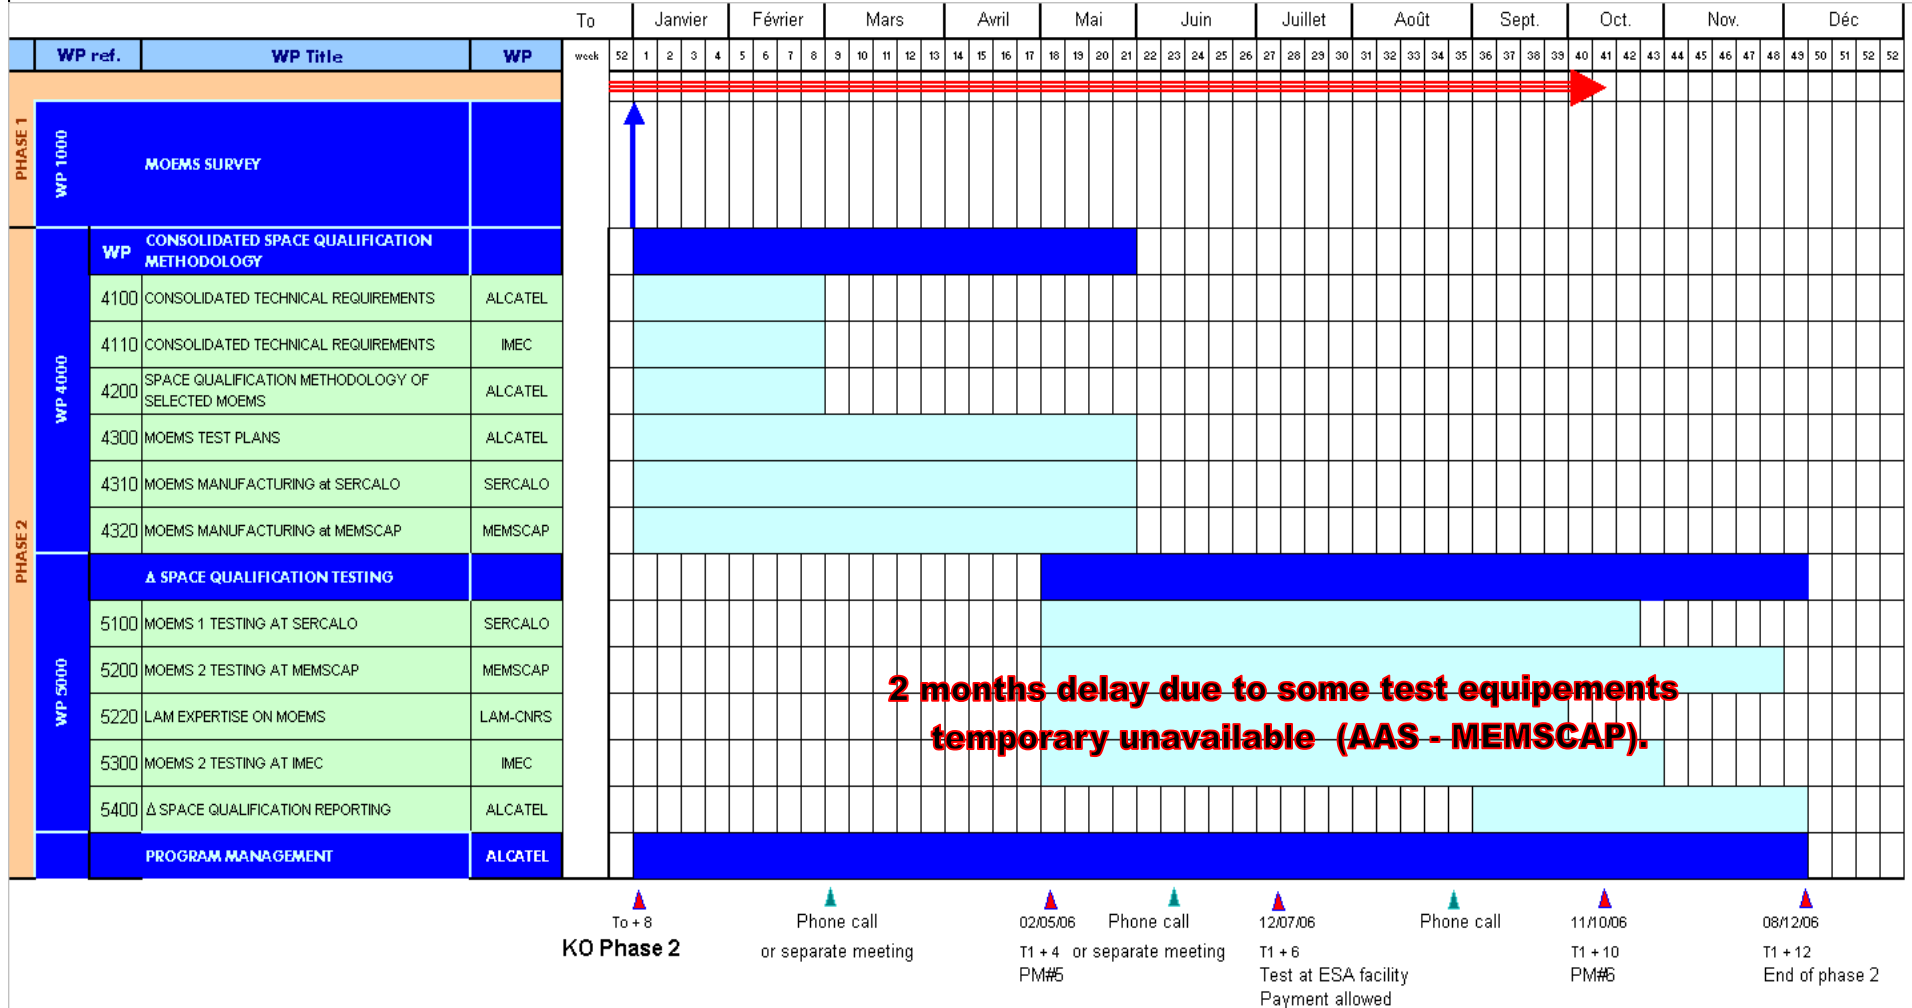 To Janvier Février Mars Avril Mai Juin Juillet Août Sept. Oct. Nov. Déc
WP ref. WP Title WP week 52 1 2 3 4 5 6 7 8 9 10 11 12 13 14 15 16 17 18 19 20 21 22 23 24 25 26 27 28 29 30 31 32 33 34 35 36 37 38 39 40 41 42 43 44 45 46 47 48 49 50 51 52 52
PHASE 1
WP 1000
MOEMS SURVEY
PHASE 2
WP 4000
WP CONSOLIDATED SPACE QUALIFICATION
METHODOLOGY
4100 CONSOLIDATED TECHNICAL REQUIREMENTS ALCATEL
4110 CONSOLIDATED TECHNICAL REQUIREMENTS IMEC
4200 SPACE QUALIFICATION METHODOLOGY OF
SELECTED MOEMS ALCATEL
4300 MOEMS TEST PLANS ALCATEL
4310 MOEMS MANUFACTURING at SERCALO SERCALO
4320 MOEMS MANUFACTURING at MEMSCAP MEMSCAP
WP 5000
Δ SPACE QUALIFICATION TESTING
5100 MOEMS 1 TESTING AT SERCALO SERCALO
5200 MOEMS 2 TESTING AT MEMSCAP MEMSCAP
5220 LAM EXPERTISE ON MOEMS LAM-CNRS
5300 MOEMS 2 TESTING AT IMEC IMEC
5400 Δ SPACE QUALIFICATION REPORTING ALCATEL
PROGRAM MANAGEMENT ALCATEL
2 months delay due to some test equipements
temporary unavailable (AAS - MEMSCAP).
To + 8
KO Phase 2
Phone call
or separate meeting
02/05/06
T1 + 4
PM#5
Phone call
or separate meeting
12/07/06
T1 + 6
Test at ESA facility
Payment allowed
Phone call
11/10/06
T1 + 10
PM#6
08/12/06
T1 + 12
End of phase 2